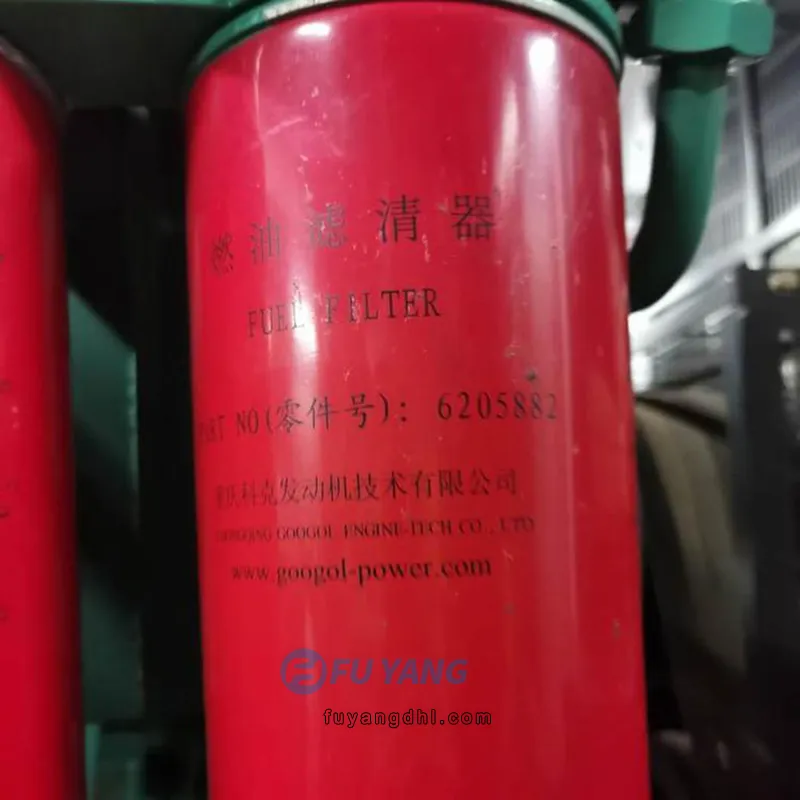 燃油滤清器
FUEL FILTER
PART NO(零件号): 6205882
科克发动机技术有限公司
GOOGOL ENGINE-TECH CO., LTD
www.googol-power.com
FU YANG
fuyangdhl.com